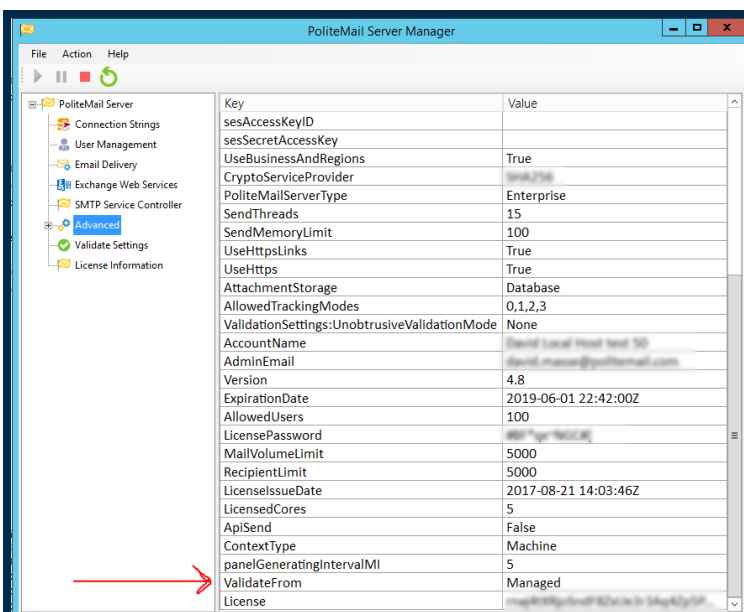 PoliteMail Server Manager
File Action Help
PoliteMail Server
Connection Strings
User Management
Email Delivery
Exchange Web Services
SMTP Service Controller
Advanced
Validate Settings
License Information
Key Value
sesAccessKeyID
sesSecretAccessKey
UseBusinessAndRegions True
CryptoServiceProvider SHA256
PoliteMailServerType Enterprise
SendThreads 15
SendMemoryLimit 100
UseHttpsLinks True
UseHttps True
AttachmentStorage Database
AllowedTrackingModes 0,1,2,3
ValidationSettings:UnobtrusiveValidationMode None
AccountName
AdminEmail
Version 4.8
ExpirationDate 2019-06-01 22:42:00Z
AllowedUsers 100
LicensePassword
MailVolumeLimit 5000
RecipientLimit 5000
LicenseIssueDate 2017-08-21 14:03:46Z
LicensedCores 5
ApiSend False
ContextType Machine
panelGeneratingIntervalMI 5
ValidateFrom Managed
License